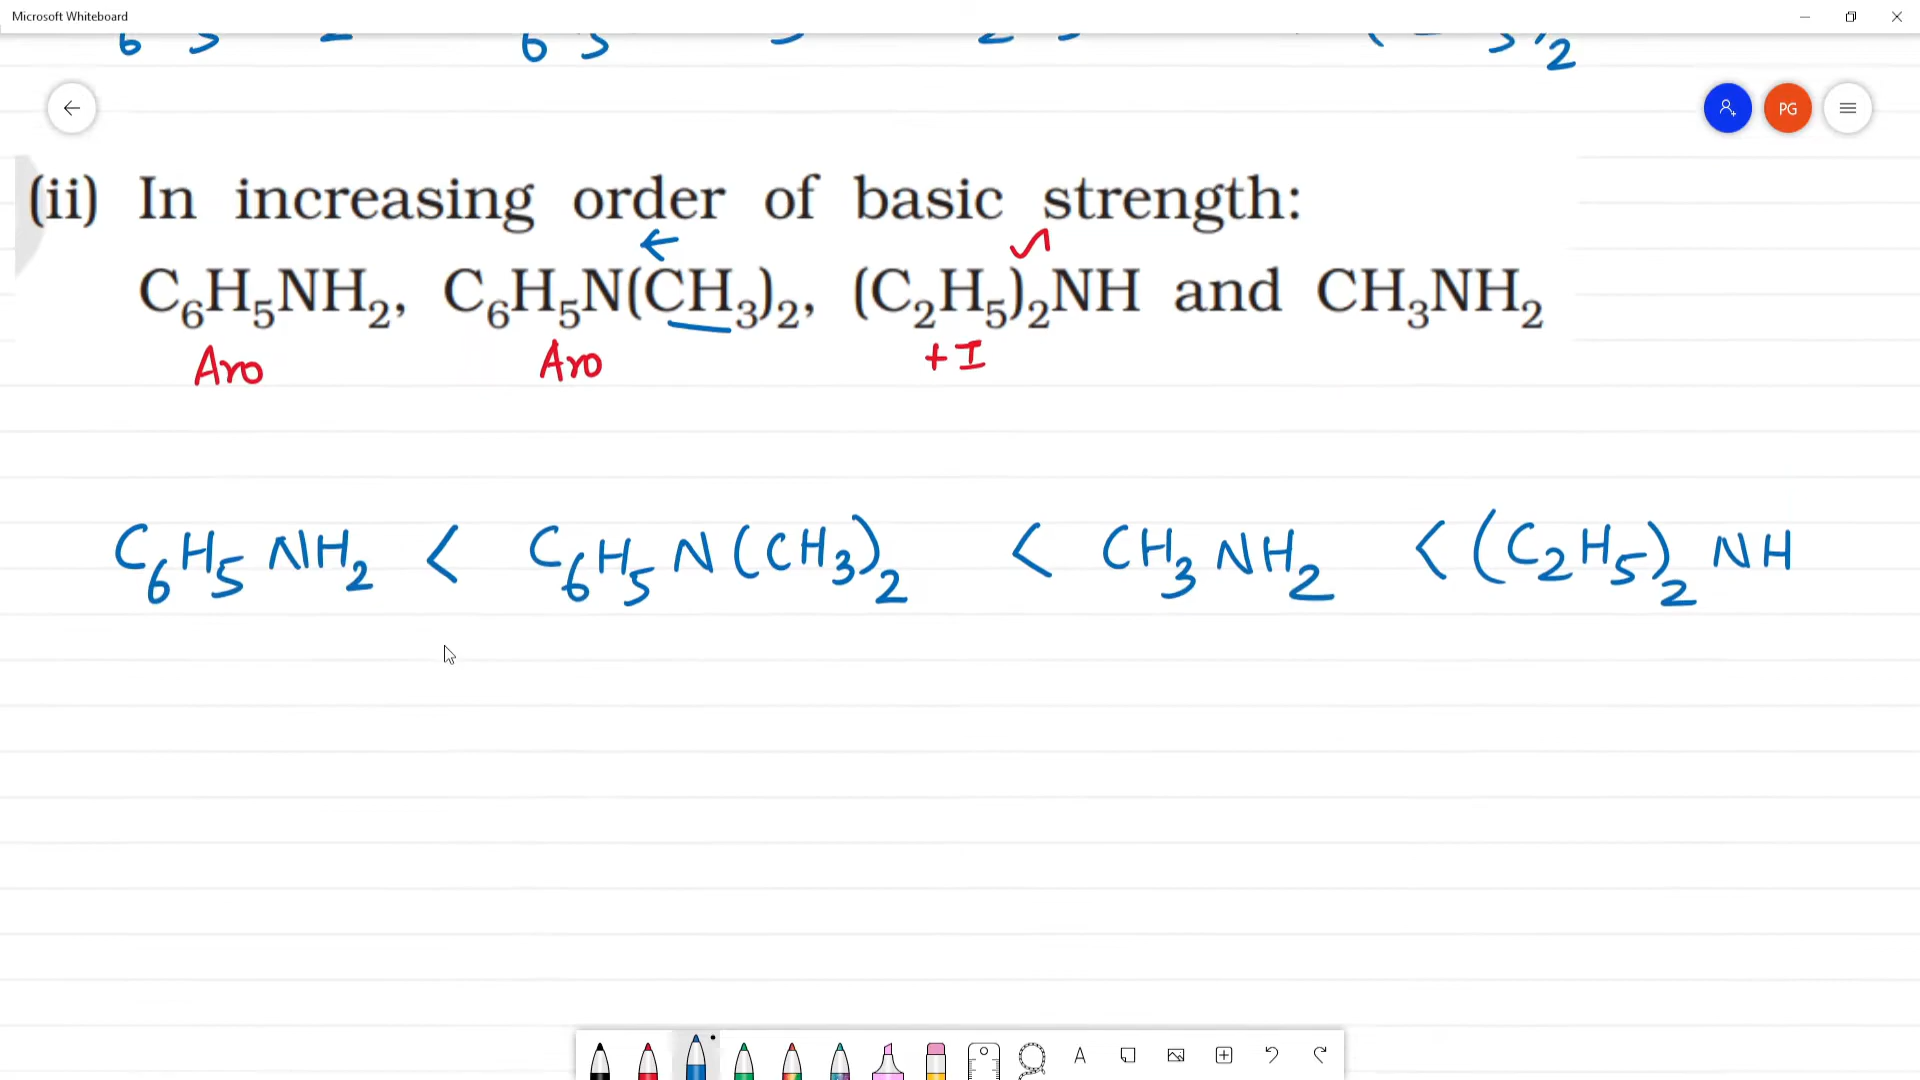 Microsoft Whiteboard
PG
(ii) In increasing order of basic strength:
C₆H₅NH₂, C₆H₅N(CH₃)₂, (C₂H₅)₂NH and CH₃NH₂
Aro Aro +I
C₆H₅NH₂ < C₆H₅N(CH₃)₂ < CH₃NH₂ < (C₂H₅)₂NH
A